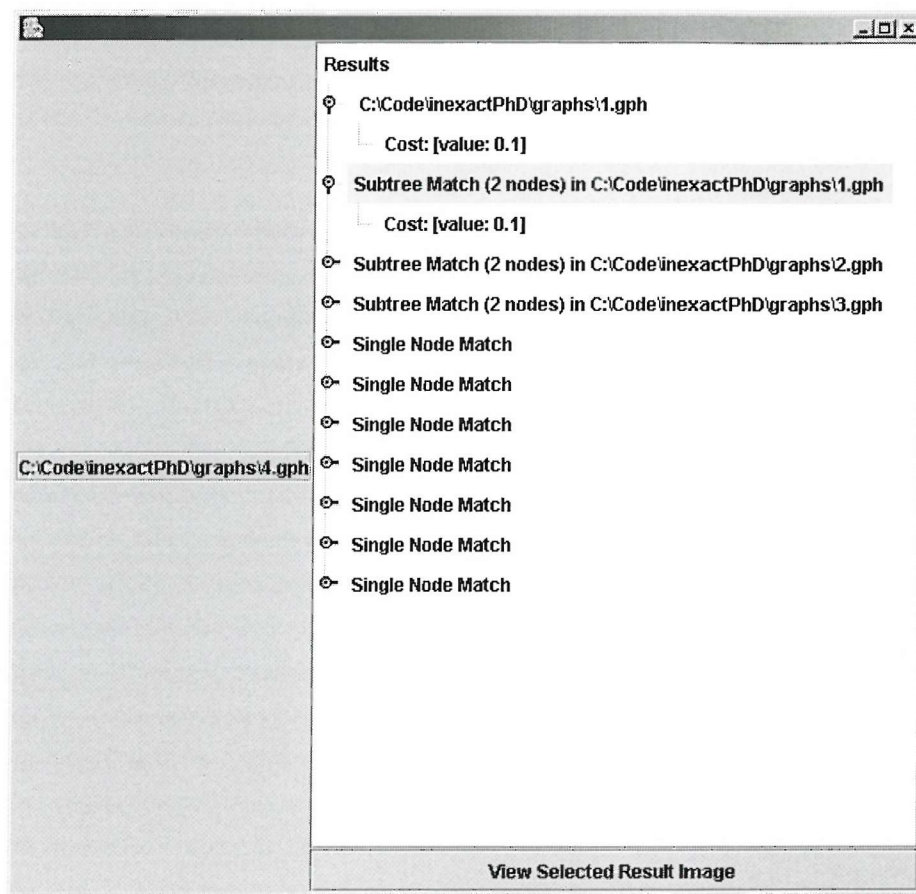 Results
C:\Code\inexactPhD\graphs\1.gph
Cost: [value: 0.1]
Subtree Match (2 nodes) in C:\Code\inexactPhD\graphs\1.gph
Cost: [value: 0.1]
Subtree Match (2 nodes) in C:\Code\inexactPhD\graphs\2.gph
Subtree Match (2 nodes) in C:\Code\inexactPhD\graphs\3.gph
Single Node Match
Single Node Match
Single Node Match
Single Node Match
Single Node Match
Single Node Match
Single Node Match
C:\Code\inexactPhD\graphs\4.gph
View Selected Result Image